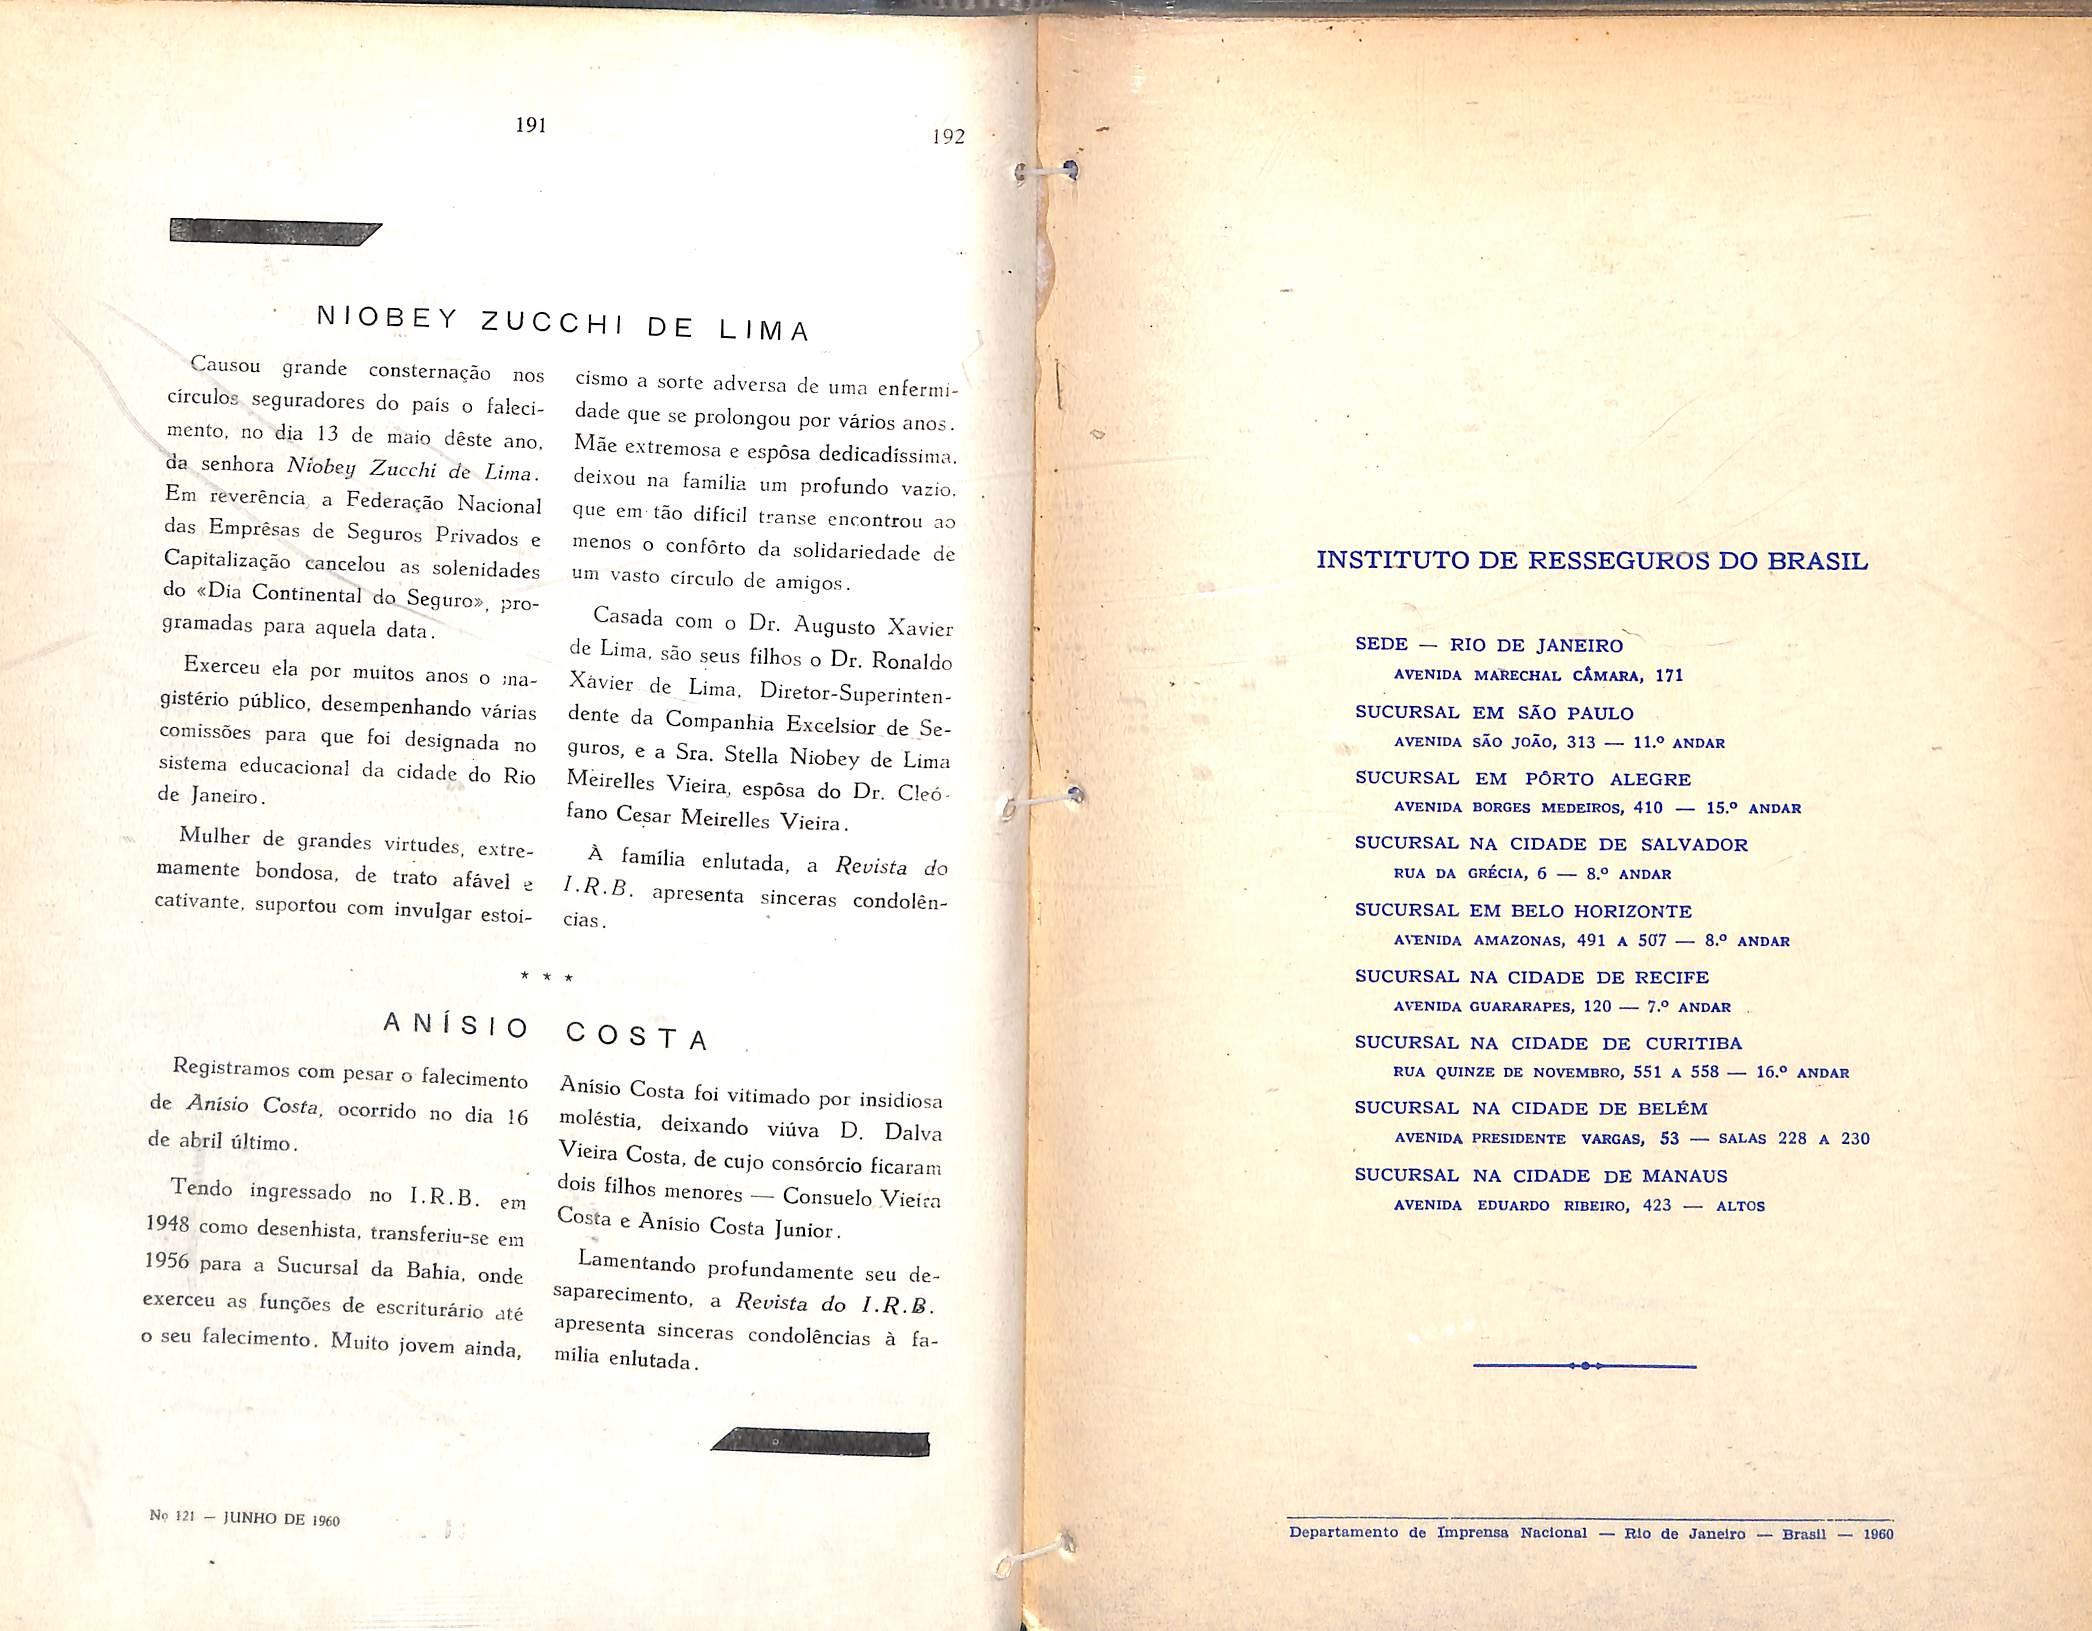 191
192
NIOBEY ZUCCHI DE LIMA
Causou grande consternação nos
círculos seguradores do país o faleci-
mento, no dia 13 de maio dêste ano,
da senhora Niobey Zucchi de Lima.
Em reverência, a Federação Nacional
das Emprêsas de Seguros Privados e
Capitalização cancelou as solenidades
do «Dia Continental do Seguro», pro-
gramadas para aquela data.
Exerceu ela por muitos anos o ma-
gistério público, desempenhando várias
comissões para que foi designada no
sistema educacional da cidade do Rio
de Janeiro.
Mulher de grandes virtudes, extre-
mamente bondosa, de trato afável e
cativante, suportou com invulgar estoi-
cismo a sorte adversa de uma enfermi-
dade que se prolongou por vários anos.
Mãe extremosa e espôsa dedicadíssima,
deixou na família um profundo vazio,
que em tão difícil transe encontrou ao
menos o confôrto da solidariedade de
um vasto círculo de amigos.
Casada com o Dr. Augusto Xavier
de Lima, são seus filhos o Dr. Ronaldo
Xavier de Lima, Diretor-Superinten-
dente da Companhia Excelsior de Se-
guros, e a Sra. Stella Niobey de Lima
Meirelles Vieira, espôsa do Dr. Cleó-
fano Cesar Meirelles Vieira.
À família enlutada, a Revista do
I.R.B. apresenta sinceras condolên-
cias.
* * *
ANÍSIO COSTA
Registramos com pesar o falecimento
de Anísio Costa, ocorrido no dia 16
de abril último.
Tendo ingressado no I.R.B. em
1948 como desenhista, transferiu-se em
1956 para a Sucursal da Bahia, onde
exerceu as funções de escriturário até
o seu falecimento. Muito jovem ainda,
Anísio Costa foi vitimado por insidiosa
moléstia, deixando viúva D. Dalva
Vieira Costa, de cujo consórcio ficaram
dois filhos menores — Consuelo Vieira
Costa e Anísio Costa Junior.
Lamentando profundamente seu de-
saparecimento, a Revista do I.R.B.
apresenta sinceras condolências à fa-
mília enlutada.
Nº 121 — JUNHO DE 1960
INSTITUTO DE RESSEGUROS DO BRASIL
SEDE — RIO DE JANEIRO
AVENIDA MARECHAL CÂMARA, 171
SUCURSAL EM SÃO PAULO
AVENIDA SÃO JOÃO, 313 — 11.º ANDAR
SUCURSAL EM PÔRTO ALEGRE
AVENIDA BORGES MEDEIROS, 410 — 15.º ANDAR
SUCURSAL NA CIDADE DE SALVADOR
RUA DA GRÉCIA, 6 — 8.º ANDAR
SUCURSAL EM BELO HORIZONTE
AVENIDA AMAZONAS, 491 A 507 — 8.º ANDAR
SUCURSAL NA CIDADE DE RECIFE
AVENIDA GUARARAPES, 120 — 7.º ANDAR
SUCURSAL NA CIDADE DE CURITIBA
RUA QUINZE DE NOVEMBRO, 551 A 558 — 16.º ANDAR
SUCURSAL NA CIDADE DE BELÉM
AVENIDA PRESIDENTE VARGAS, 53 — SALAS 228 A 230
SUCURSAL NA CIDADE DE MANAUS
AVENIDA EDUARDO RIBEIRO, 423 — ALTOS
Departamento de Imprensa Nacional — Rio de Janeiro — Brasil — 1960